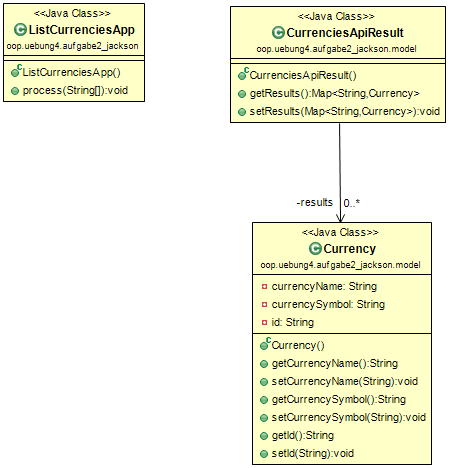 <<Java Class>>
ListCurrenciesApp
oop.uebung4.aufgabe2_jackson
ListCurrenciesApp()
process(String[]):void
<<Java Class>>
CurrenciesApiResult
oop.uebung4.aufgabe2_jackson.model
CurrenciesApiResult()
getResults():Map<String,Currency>
setResults(Map<String,Currency>):void
-results 0..*
<<Java Class>>
Currency
oop.uebung4.aufgabe2_jackson.model
currencyName: String
currencySymbol: String
id: String
Currency()
getCurrencyName():String
setCurrencyName(String):void
getCurrencySymbol():String
setCurrencySymbol(String):void
getId():String
setId(String):void